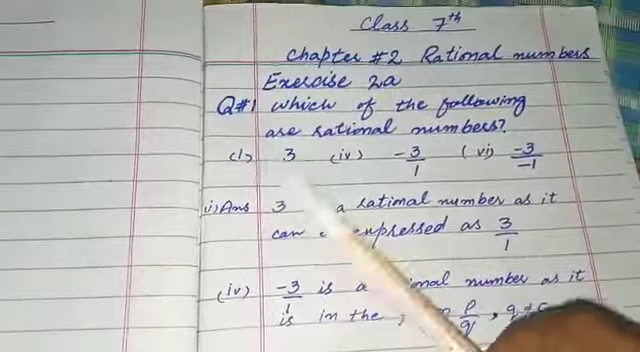 Class 7th
Chapter #2 Rational numbers
Exercise 2a
Q#1 which of the following
are rational numbers?
(i) 3 (iv) -3/1 (vi) -3/-1
(i) Ans 3 a rational number as it
can expressed as 3/1
(iv) -3/1 is a number as it
is in the p/q, q≠